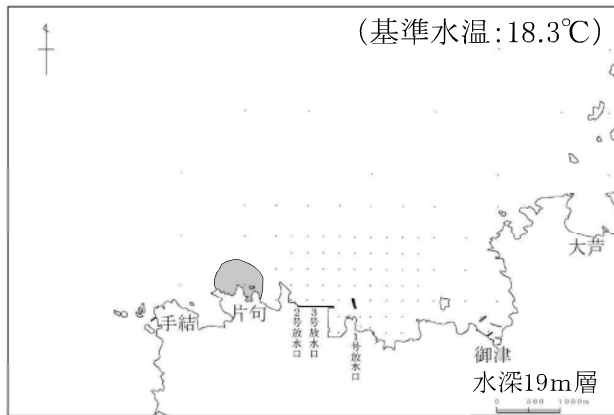 (基準水温:18.3℃)
大芦
片句
手結
2号放水口
3号放水口
1号放水口
御津
水深19m層
0 500 1000m